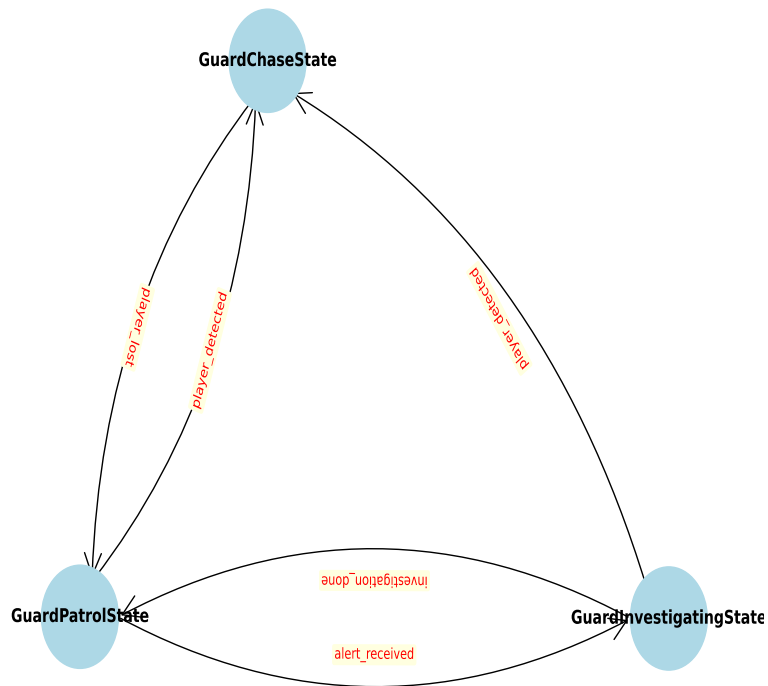 GuardChaseState
player_detected
player_lost
player_detected
investigation_done
GuardPatrolState
GuardInvestigatingState
alert_received